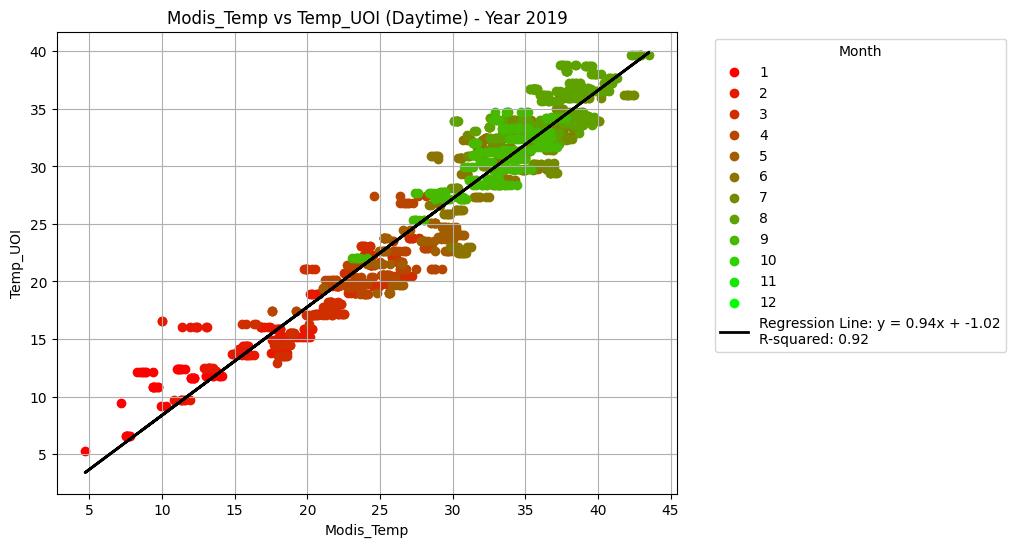 Modis_Temp vs Temp_UOI (Daytime) - Year 2019
Temp_UOI
40
35
30
25
20
15
10
5
5 10 15 20 25 30 35 40 45
Modis_Temp
Month
1
2
3
4
5
6
7
8
9
10
11
12
Regression Line: y = 0.94x + -1.02
R-squared: 0.92